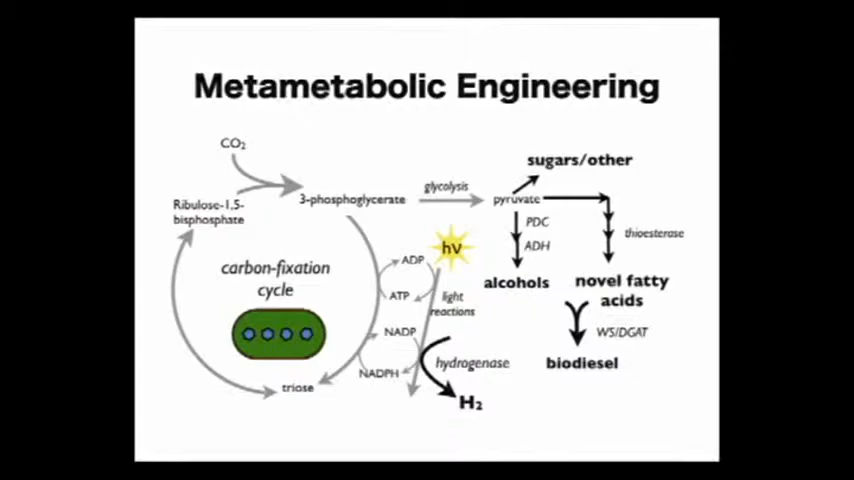 Metametabolic Engineering
CO₂
Ribulose-1,5-
bisphosphate
3-phosphoglycerate
glycolysis
pyruvate
sugars/other
PDC
ADH
thioesterase
alcohols
novel fatty
acids
WS/DGAT
biodiesel
carbon-fixation
cycle
hν
ADP
ATP
light
reactions
NADP
NADPH
hydrogenase
H₂
triose